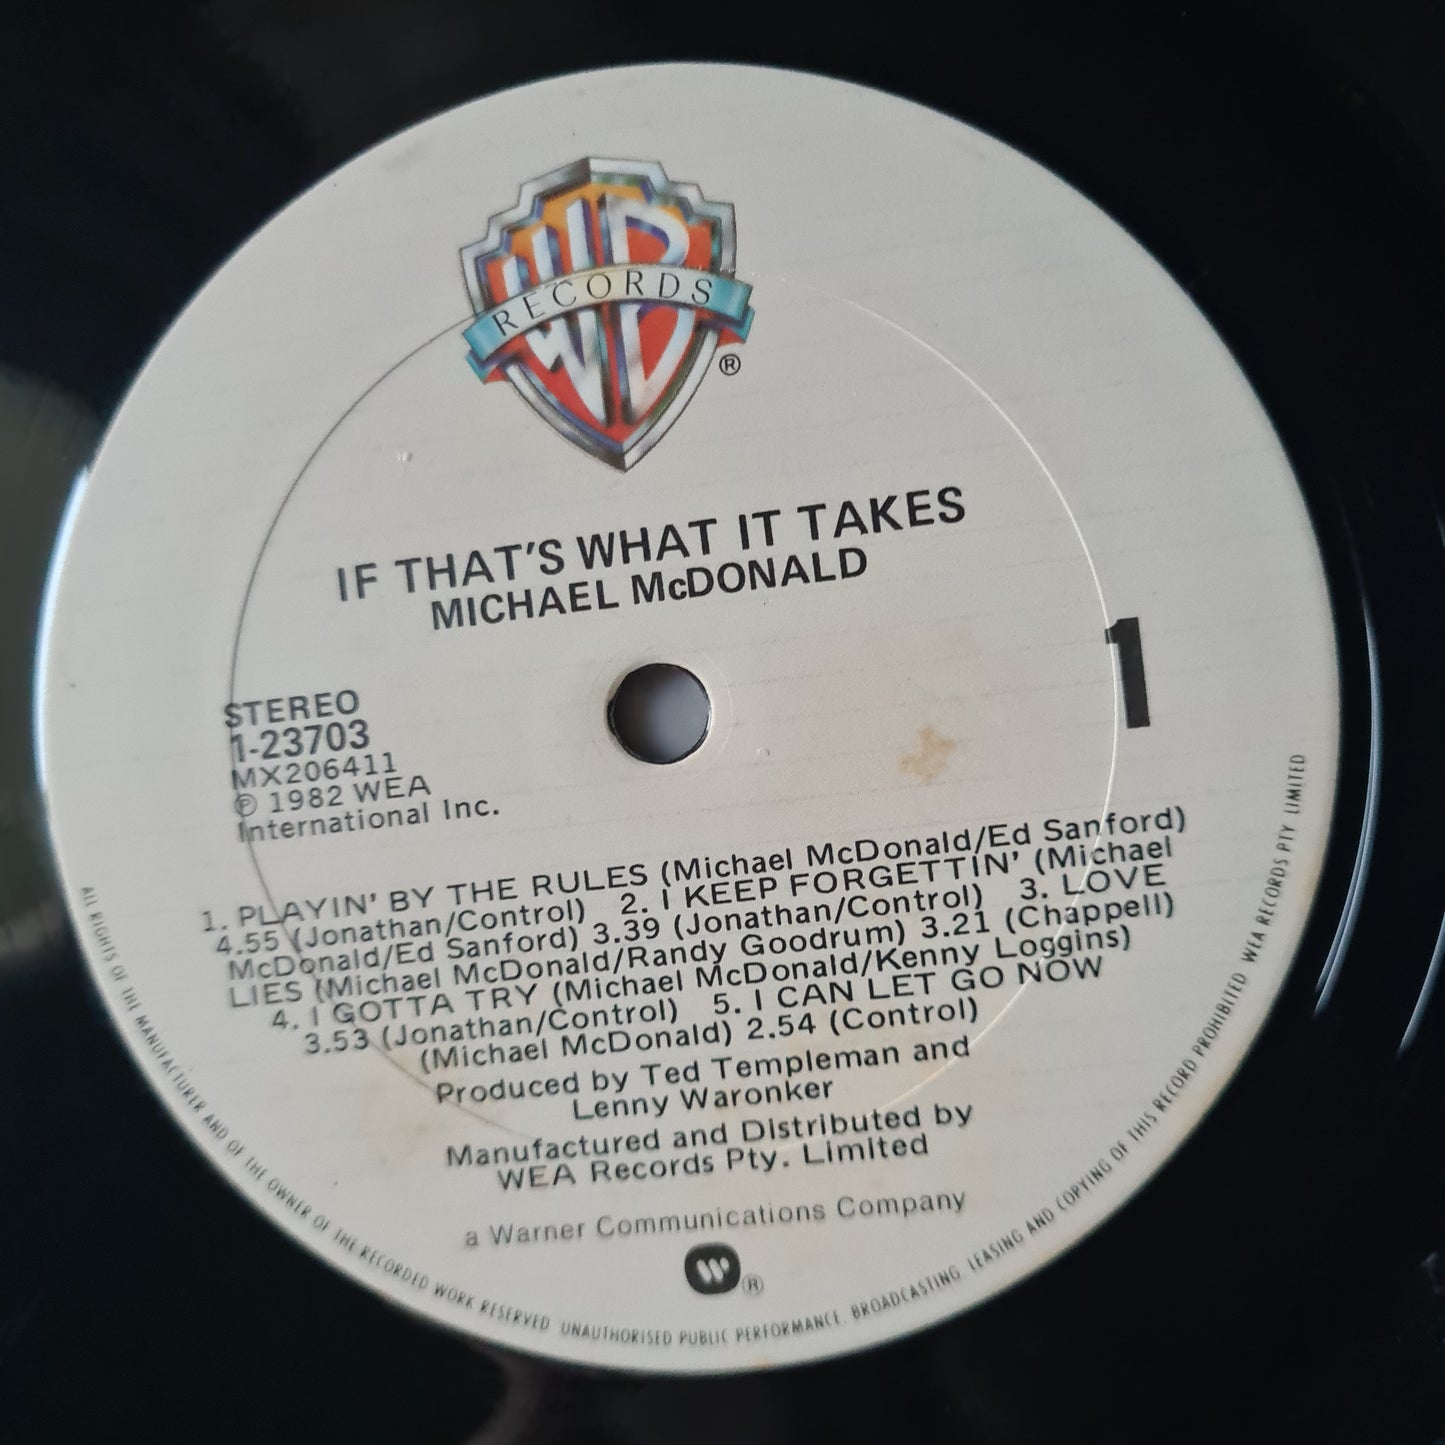 RECORDS
®
IF THAT'S WHAT IT TAKES
MICHAEL McDONALD
1
STEREO
1-23703
MX206411
℗ 1982 WEA
International Inc.
1. PLAYIN' BY THE RULES (Michael McDonald/Ed Sanford)
4.55 (Jonathan/Control) 2. I KEEP FORGETTIN' (Michael
McDonald/Ed Sanford) 3.39 (Jonathan/Control) 3. LOVE
LIES (Michael McDonald/Randy Goodrum) 3.21 (Chappell)
4. I GOTTA TRY (Michael McDonald/Kenny Loggins)
3.53 (Jonathan/Control) 5. I CAN LET GO NOW
(Michael McDonald) 2.54 (Control)
Produced by Ted Templeman and
Lenny Waronker
Manufactured and Distributed by
WEA Records Pty. Limited
a Warner Communications Company
®
ALL RIGHTS OF THE MANUFACTURER AND OF THE OWNER OF THE RECORDED WORK RESERVED UNAUTHORISED PUBLIC PERFORMANCE. BROADCASTING LEASING AND COPYING OF THIS RECORD PROHIBITED WEA RECORDS PTY LIMITED